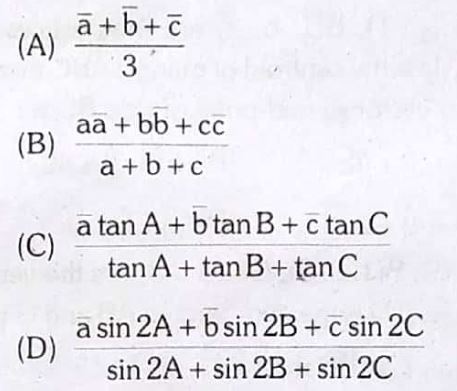 (A) (ā + b̄ + c̄) / 3
(B) (aā + bb̄ + cc̄) / (a + b + c)
(C) (ā tan A + b̄ tan B + c̄ tan C) / (tan A + tan B + tan C)
(D) (ā sin 2A + b̄ sin 2B + c̄ sin 2C) / (sin 2A + sin 2B + sin 2C)